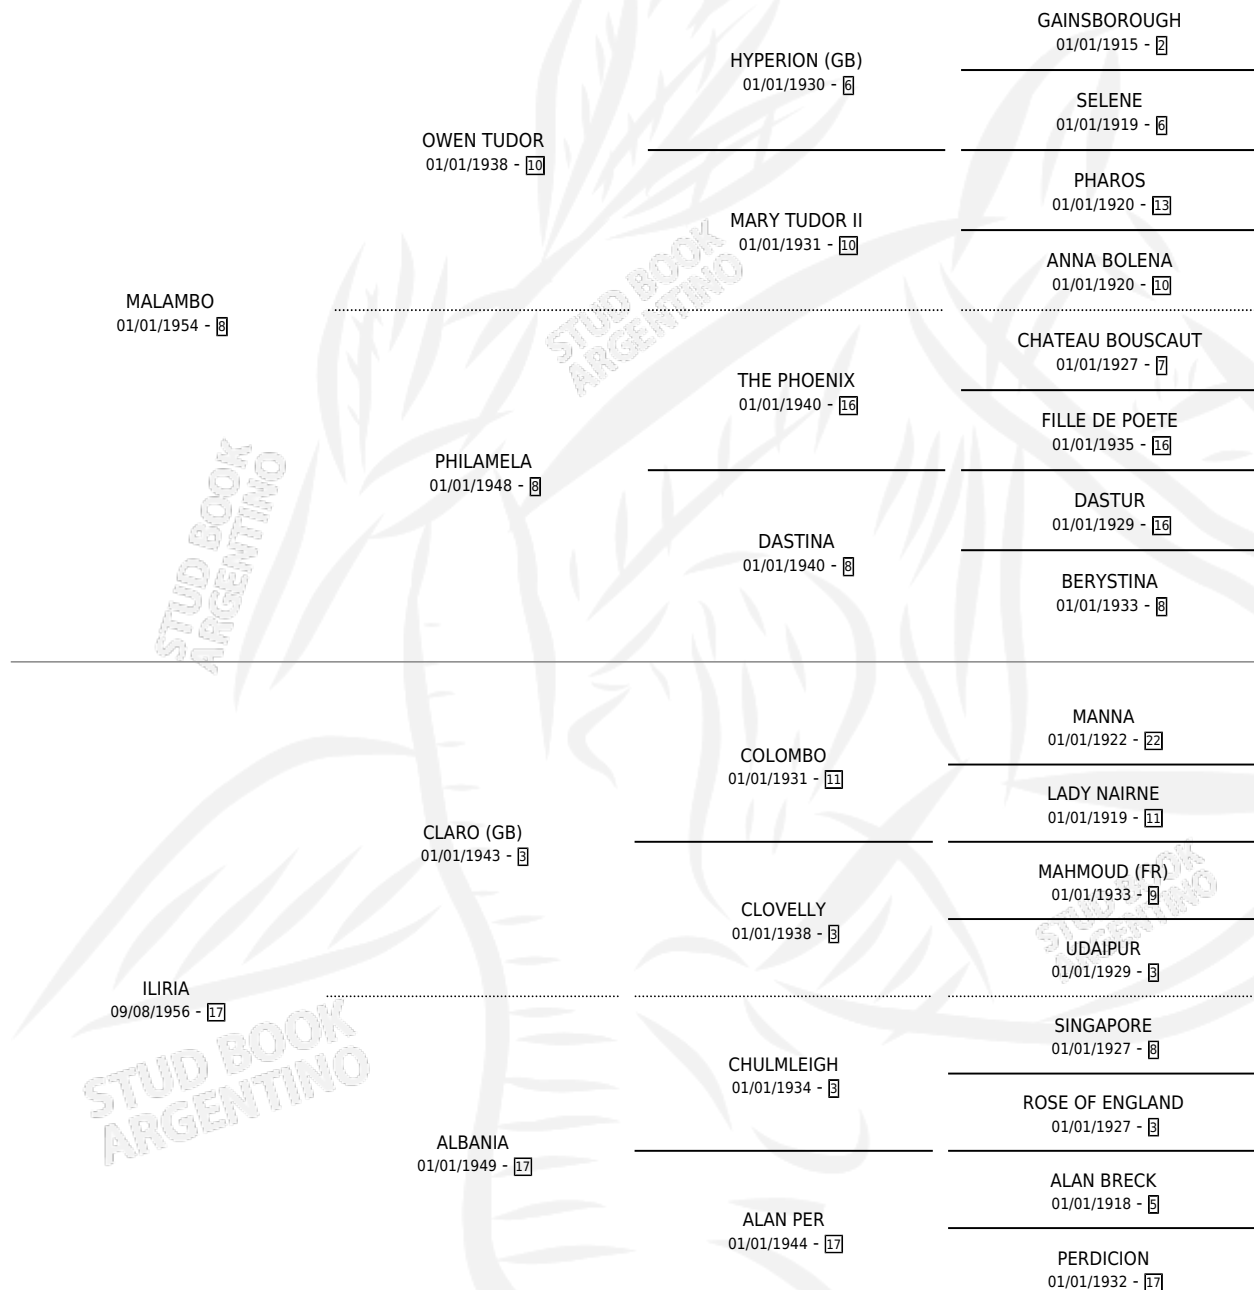 GAINSBOROUGH
01/01/1915 - 2
HYPERION (GB)
01/01/1930 - 6
SELENE
01/01/1919 - 6
OWEN TUDOR
01/01/1938 - 10
PHAROS
01/01/1920 - 13
MARY TUDOR II
01/01/1931 - 10
ANNA BOLENA
01/01/1920 - 10
MALAMBO
01/01/1954 - 8
CHATEAU BOUSCAUT
01/01/1927 - 7
THE PHOENIX
01/01/1940 - 16
FILLE DE POETE
01/01/1935 - 16
PHILAMELA
01/01/1948 - 8
DASTUR
01/01/1929 - 16
DASTINA
01/01/1940 - 8
BERYSTINA
01/01/1933 - 8
MANNA
01/01/1922 - 22
COLOMBO
01/01/1931 - 11
LADY NAIRNE
01/01/1919 - 11
CLARO (GB)
01/01/1943 - 3
MAHMOUD (FR)
01/01/1933 - 9
CLOVELLY
01/01/1938 - 3
UDAIPUR
01/01/1929 - 3
ILIRIA
09/08/1956 - 17
SINGAPORE
01/01/1927 - 8
CHULMLEIGH
01/01/1934 - 3
ROSE OF ENGLAND
01/01/1927 - 3
ALBANIA
01/01/1949 - 17
ALAN BRECK
01/01/1918 - 5
ALAN PER
01/01/1944 - 17
PERDICION
01/01/1932 - 17
STUD BOOK
ARGENTINO
STUD BOOK
ARGENTINO
STUD BOOK
ARGENTINO
STUD BOOK
ARGENTINO